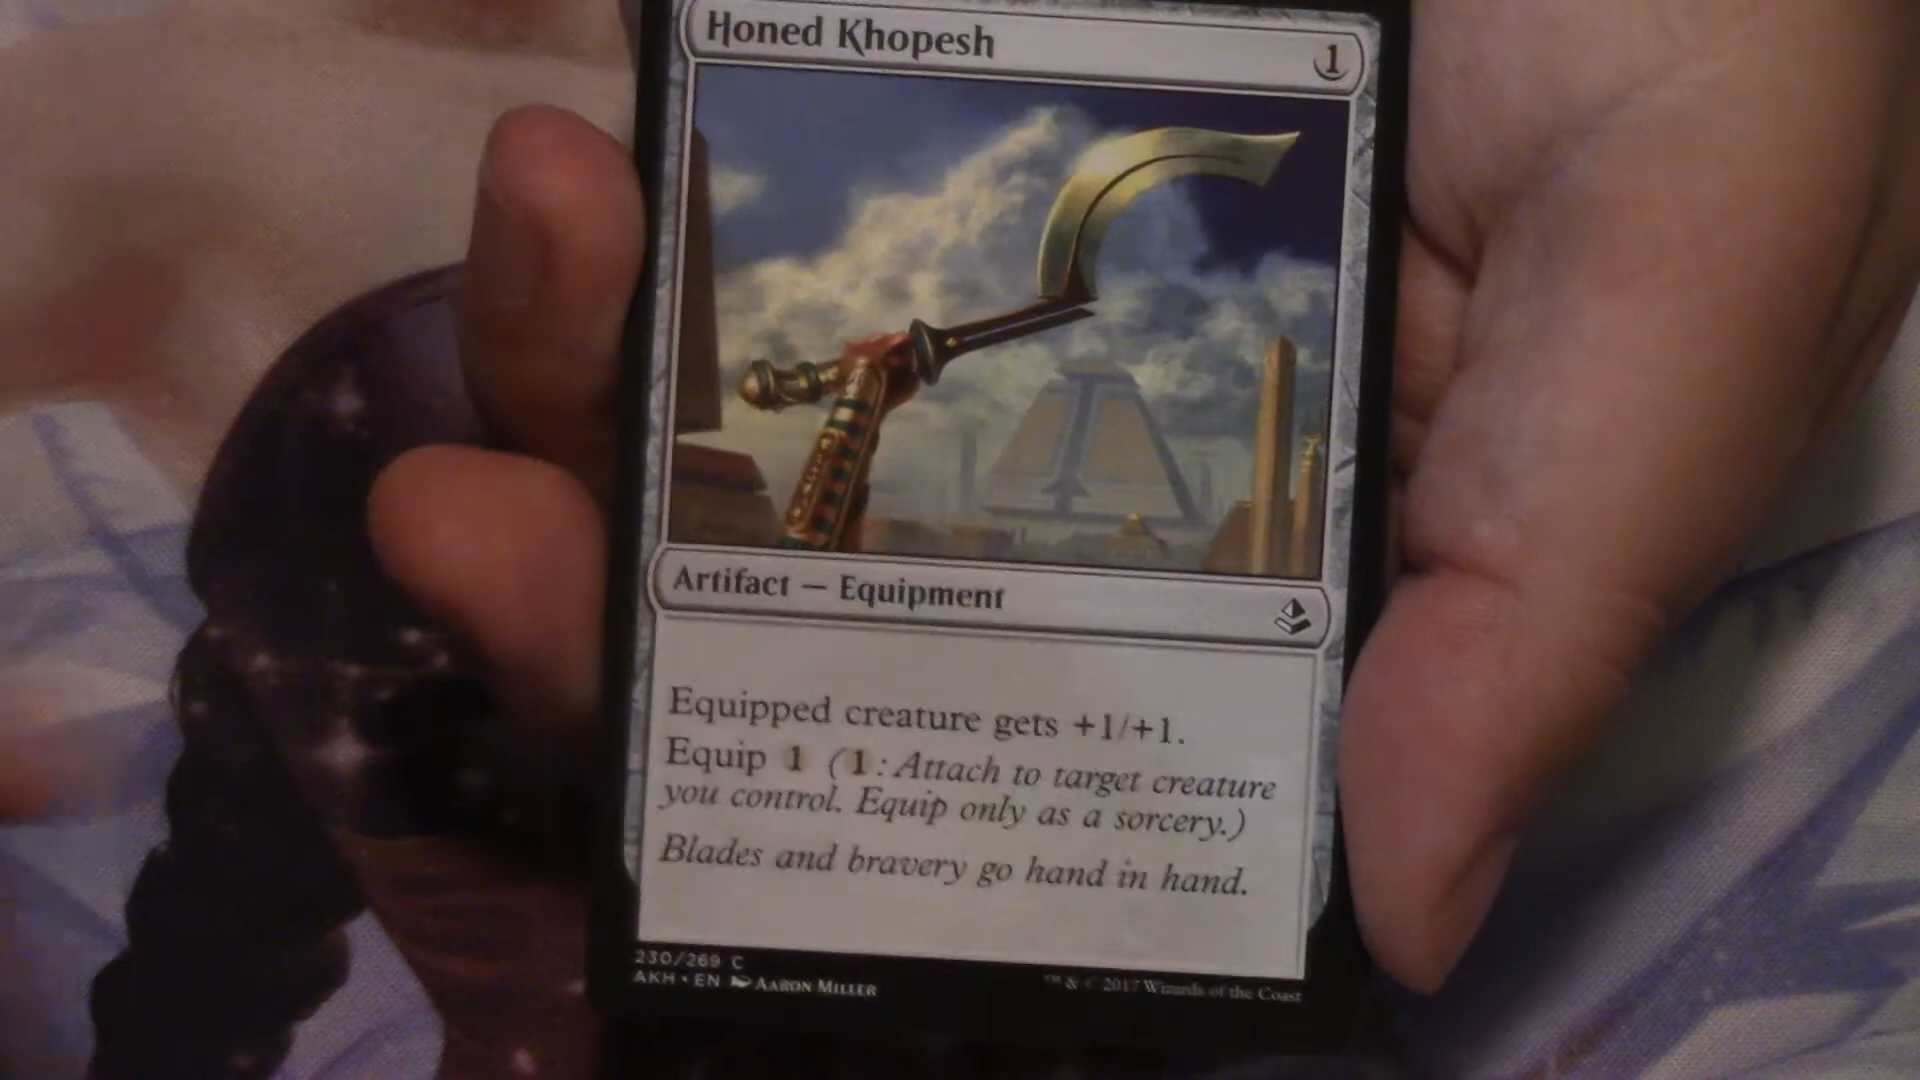 Honed Khopesh 1
Artifact — Equipment
Equipped creature gets +1/+1.
Equip 1 (1: Attach to target creature
you control. Equip only as a sorcery.)
Blades and bravery go hand in hand.
230/269 C
AKH • EN Aaron Miller
™ & © 2017 Wizards of the Coast